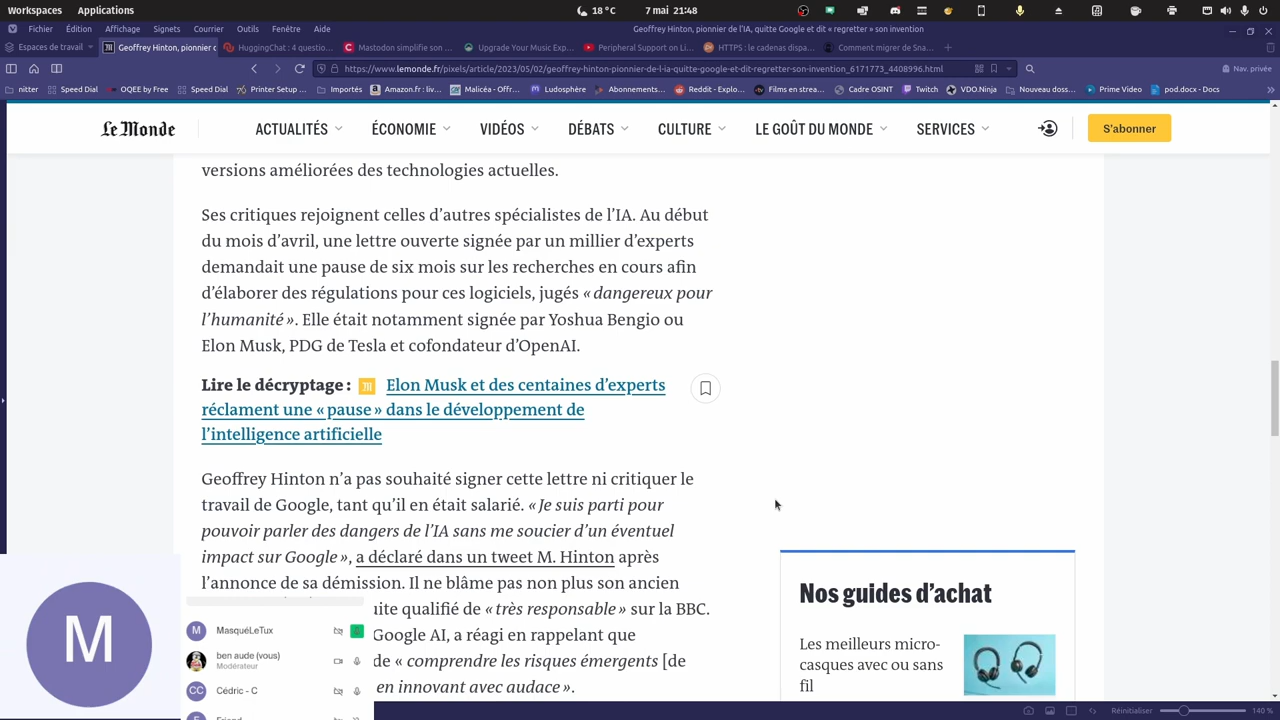 Workspaces
Applications
18 °C
7 mai 21:48
Fichier Édition Affichage Signets Courrier Outils Fenêtre Aide
Geoffrey Hinton, pionnier de l'IA, quitte Google et dit « regretter » son invention
Espaces de travail
Geoffrey Hinton, pionnier d
HuggingChat : 4 questio...
Mastodon simplifie son ...
Upgrade Your Music Exp...
Peripheral Support on Li...
HTTPS : le cadenas dispa...
Comment migrer de Sna...
https://www.lemonde.fr/pixels/article/2023/05/02/geoffrey-hinton-pionnier-de-l-ia-quitte-google-et-dit-regretter-son-invention_6171773_4408996.html
Nav. privée
nitter
Speed Dial
OQEE by Free
Speed Dial
Printer Setup ...
Importés
Amazon.fr : liv...
Malicéa - Offr...
Ludosphère
Abonnements...
Reddit - Explo...
Films en strea...
Cadre OSINT
Twitch
VDO.Ninja
Nouveau doss...
Prime Video
pod.docx - Docs
Le Monde
ACTUALITÉS
ÉCONOMIE
VIDÉOS
DÉBATS
CULTURE
LE GOÛT DU MONDE
SERVICES
S'abonner
versions améliorées des technologies actuelles.
Ses critiques rejoignent celles d’autres spécialistes de l’IA. Au début
du mois d’avril, une lettre ouverte signée par un millier d’experts
demandait une pause de six mois sur les recherches en cours afin
d’élaborer des régulations pour ces logiciels, jugés « dangereux pour
l’humanité ». Elle était notamment signée par Yoshua Bengio ou
Elon Musk, PDG de Tesla et cofondateur d’OpenAI.
Lire le décryptage : Elon Musk et des centaines d’experts
réclament une « pause » dans le développement de
l’intelligence artificielle
Geoffrey Hinton n’a pas souhaité signer cette lettre ni critiquer le
travail de Google, tant qu’il en était salarié. « Je suis parti pour
pouvoir parler des dangers de l’IA sans me soucier d’un éventuel
impact sur Google », a déclaré dans un tweet M. Hinton après
l’annonce de sa démission. Il ne blâme pas non plus son ancien
uite qualifié de « très responsable » sur la BBC.
Google AI, a réagi en rappelant que
de « comprendre les risques émergents [de
en innovant avec audace ».
Nos guides d’achat
Les meilleurs micro-
casques avec ou sans
fil
M
M MasquéLeTux
ben aude (vous)
Modérateur
CC Cédric - C
Réinitialiser
140 %